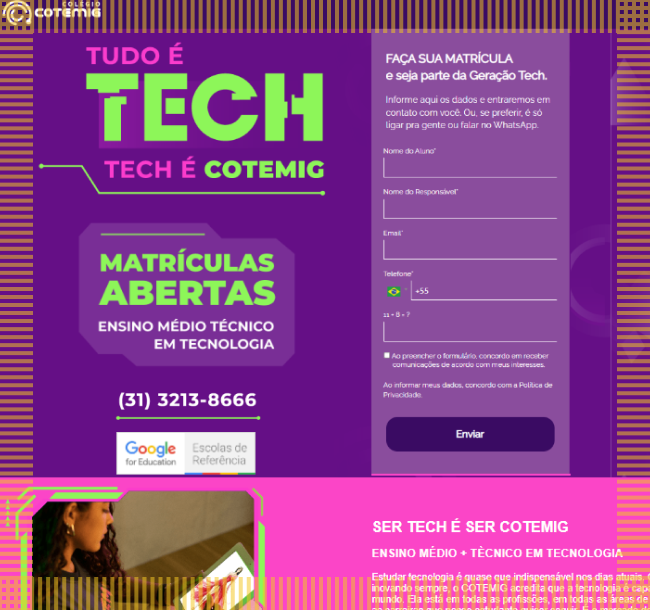 COLÉGIO
COTEMIG
TUDO É
TECH
TECH É COTEMIG
MATRÍCULAS
ABERTAS
ENSINO MÉDIO TÉCNICO
EM TECNOLOGIA
(31) 3213-8666
Google
for Education
Escolas de
Referência
FAÇA SUA MATRÍCULA
e seja parte da Geração Tech.
Informe aqui os dados e entraremos em
contato com você. Ou, se preferir, é só
ligar pra gente ou falar no WhatsApp.
Nome do Aluno*
Nome do Responsável*
Email*
Telefone*
+55
11 + 8 = ?
Ao preencher o formulário, concordo em receber
comunicações de acordo com meus interesses.
Ao informar meus dados, concordo com a Política de
Privacidade.
Enviar
SER TECH É SER COTEMIG
ENSINO MÉDIO + TÉCNICO EM TECNOLOGIA
Estudar tecnologia é quase que indispensável nos dias atuais.
inovando sempre, o COTEMIG acredita que a tecnologia é
mundo. Ela está em todas as profissões, em todas as áreas de